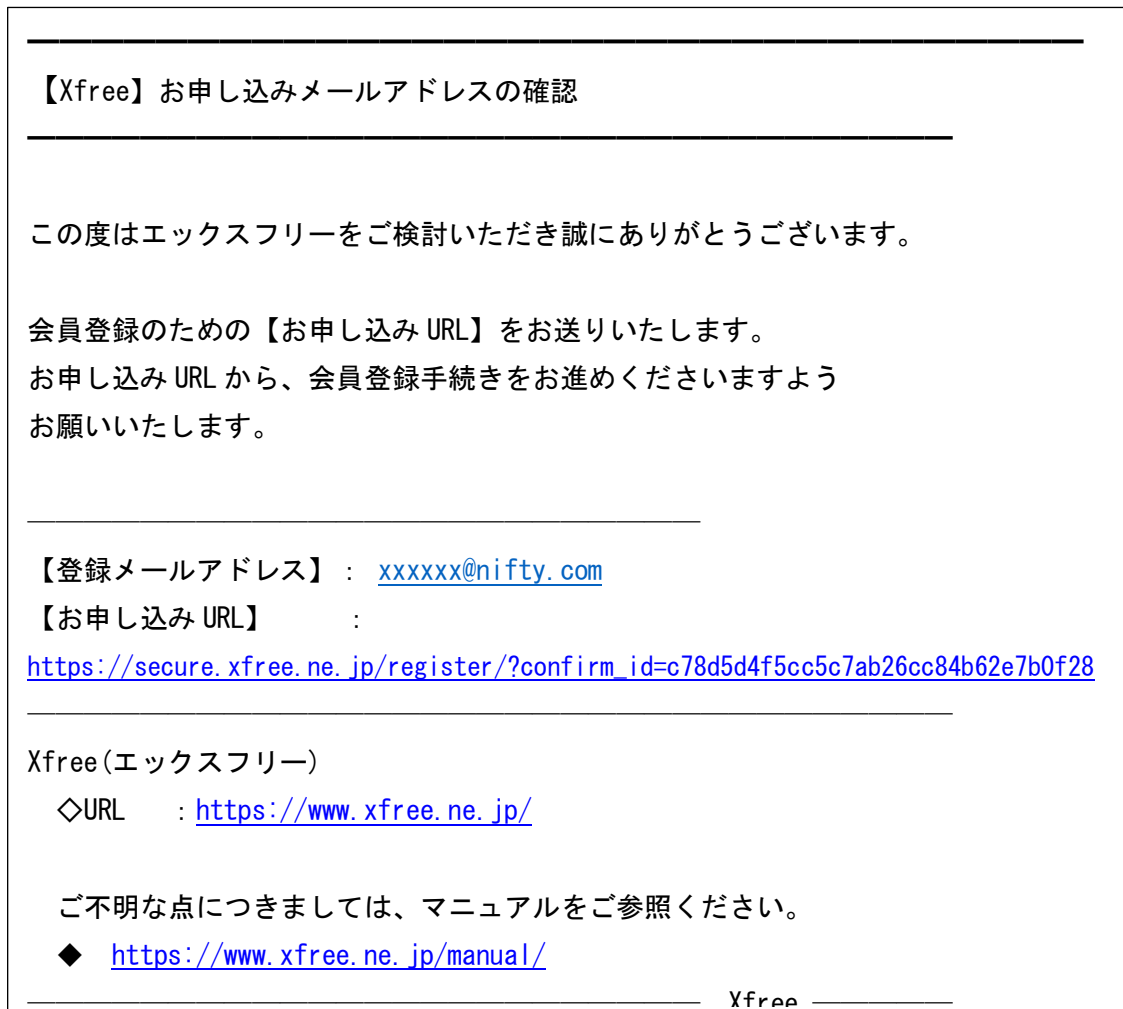 【Xfree】お申し込みメールアドレスの確認
この度はエックスフリーをご検討いただき誠にありがとうございます。
会員登録のための【お申し込み URL】をお送りいたします。
お申し込み URL から、会員登録手続きをお進めくださいますよう
お願いいたします。
【登録メールアドレス】： xxxxxx@nifty.com
【お申し込み URL】　　：
https://secure.xfree.ne.jp/register/?confirm_id=c78d5d4f5cc5c7ab26cc84b62e7b0f28
Xfree(エックスフリー)
◇URL　：https://www.xfree.ne.jp/
ご不明な点につきましては、マニュアルをご参照ください。
◆ https://www.xfree.ne.jp/manual/
Xfree